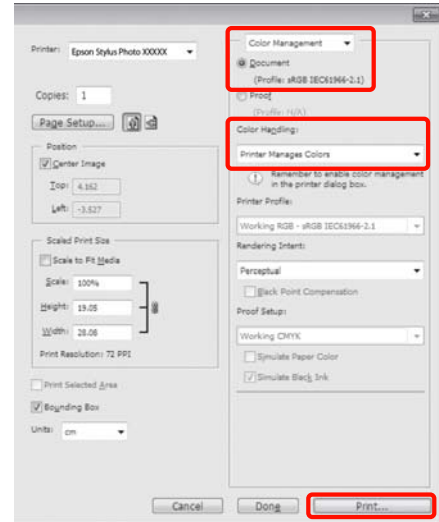 Printer: Epson Stylus Photo XXXXX
Copies: 1
Page Setup...
Position
Center Image
Top: 4.162
Left: -3.527
Scaled Print Size
Scale to Fit Media
Scale: 100%
Height: 19.05
Width: 28.08
Print Resolution: 72 PPI
Print Selected Area
Bounding Box
Units: cm
Color Management
Document
(Profile: sRGB IEC61966-2.1)
Proof
(Profile: N/A)
Color Handling:
Printer Manages Colors
Remember to enable color management
in the printer dialog box.
Printer Profile:
Working RGB - sRGB IEC61966-2.1
Rendering Intent:
Perceptual
Black Point Compensation
Proof Setup:
Working CMYK
Simulate Paper Color
Simulate Black Ink
Cancel
Done
Print...